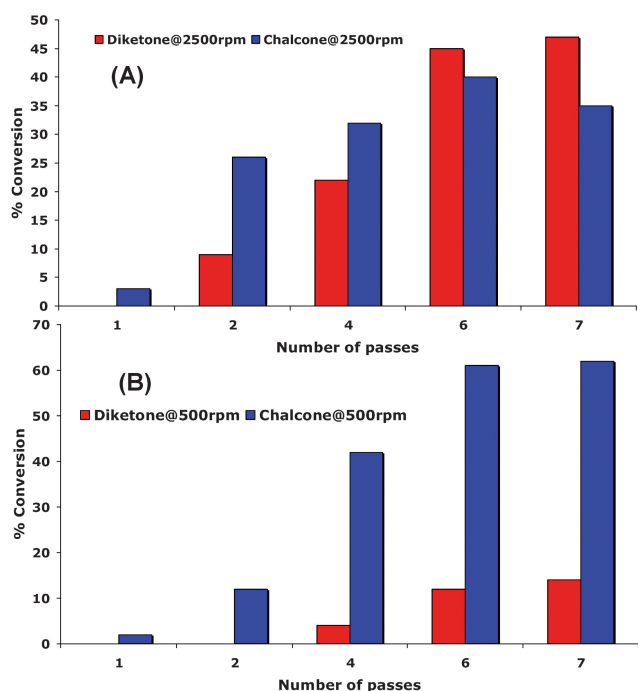 50
45
40
35
30
25
20
15
10
5
0
% Conversion
Diketone@2500rpm Chalcone@2500rpm
(A)
1 2 4 6 7
Number of passes
70
60
50
40
30
20
10
0
% Conversion
(B)
Diketone@500rpm Chalcone@500rpm
1 2 4 6 7
Number of passes